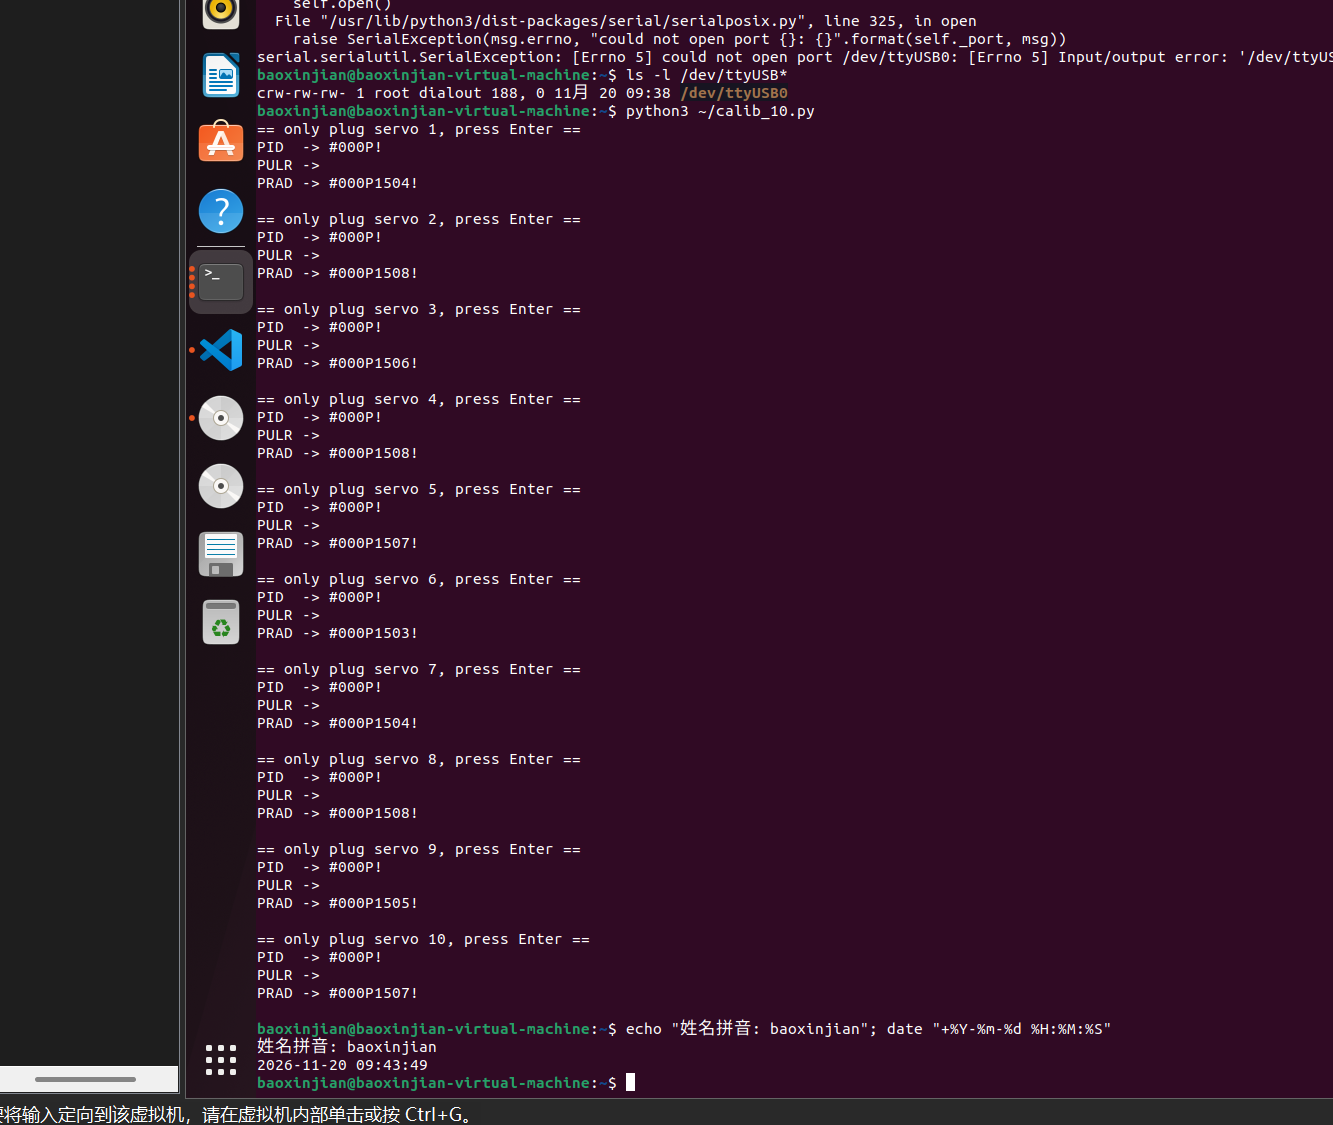 self.open()
File "/usr/lib/python3/dist-packages/serial/serialposix.py", line 325, in open
raise SerialException(msg.errno, "could not open port {}: {}".format(self._port, msg))
serial.serialutil.SerialException: [Errno 5] could not open port /dev/ttyUSB0: [Errno 5] Input/output error: '/dev/ttyUS
baoxinjian@baoxinjian-virtual-machine:~$ ls -l /dev/ttyUSB*
crw-rw-rw- 1 root dialout 188, 0 11月 20 09:38 /dev/ttyUSB0
baoxinjian@baoxinjian-virtual-machine:~$ python3 ~/calib_10.py
== only plug servo 1, press Enter ==
PID  -> #000P!
PULR ->
PRAD -> #000P1504!
== only plug servo 2, press Enter ==
PID  -> #000P!
PULR ->
PRAD -> #000P1508!
== only plug servo 3, press Enter ==
PID  -> #000P!
PULR ->
PRAD -> #000P1506!
== only plug servo 4, press Enter ==
PID  -> #000P!
PULR ->
PRAD -> #000P1508!
== only plug servo 5, press Enter ==
PID  -> #000P!
PULR ->
PRAD -> #000P1507!
== only plug servo 6, press Enter ==
PID  -> #000P!
PULR ->
PRAD -> #000P1503!
== only plug servo 7, press Enter ==
PID  -> #000P!
PULR ->
PRAD -> #000P1504!
== only plug servo 8, press Enter ==
PID  -> #000P!
PULR ->
PRAD -> #000P1508!
== only plug servo 9, press Enter ==
PID  -> #000P!
PULR ->
PRAD -> #000P1505!
== only plug servo 10, press Enter ==
PID  -> #000P!
PULR ->
PRAD -> #000P1507!
baoxinjian@baoxinjian-virtual-machine:~$ echo "姓名拼音: baoxinjian"; date "+%Y-%m-%d %H:%M:%S"
姓名拼音: baoxinjian
2026-11-20 09:43:49
baoxinjian@baoxinjian-virtual-machine:~$
将输入定向到该虚拟机，请在虚拟机内部单击或按 Ctrl+G。